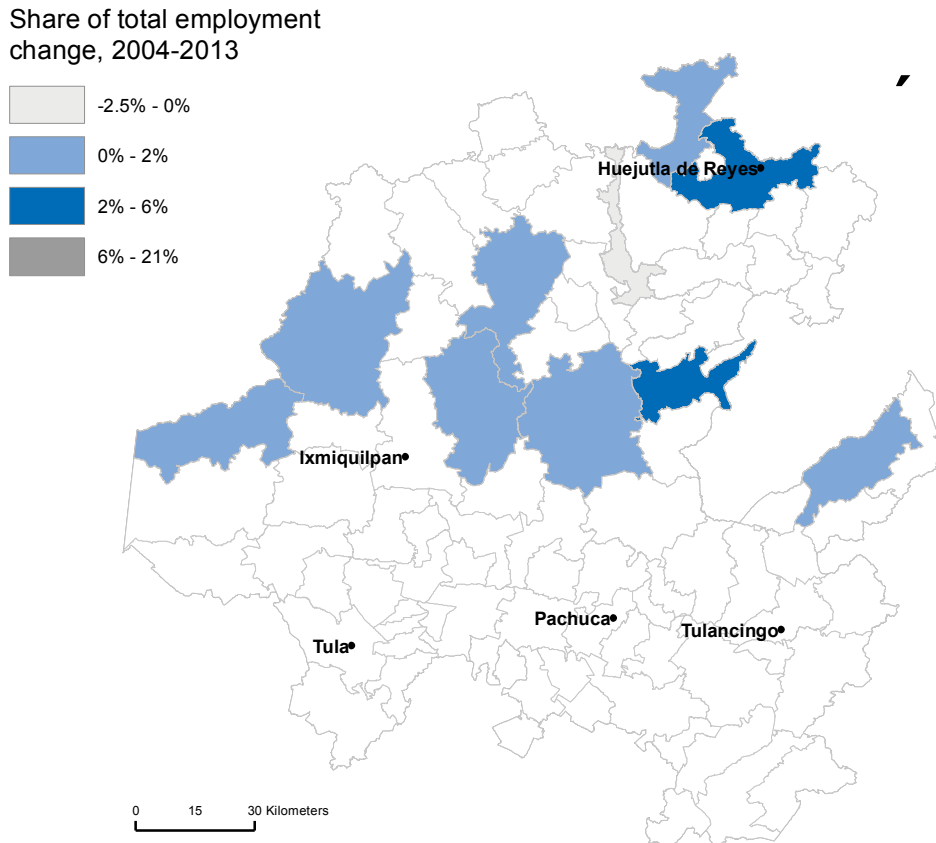 Share of total employment
change, 2004-2013
-2.5% - 0%
0% - 2%
2% - 6%
6% - 21%
Huejutla de Reyes
Ixmiquilpan
Pachuca
Tulancingo
Tula
0 15 30 Kilometers